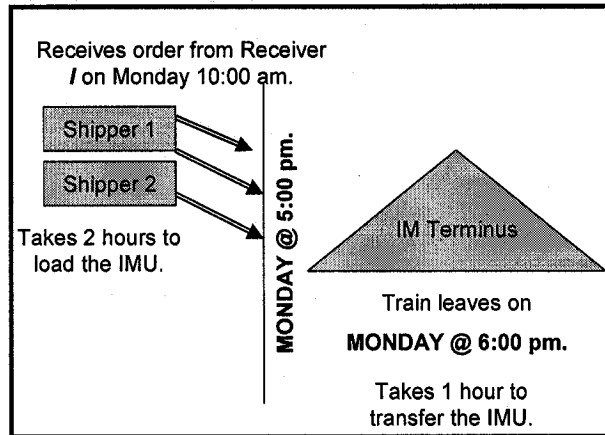 Receives order from Receiver
I on Monday 10:00 am.
Shipper 1
Shipper 2
Takes 2 hours to
load the IMU.
MONDAY @ 5:00 pm.
IM Terminus
Train leaves on
MONDAY @ 6:00 pm.
Takes 1 hour to
transfer the IMU.